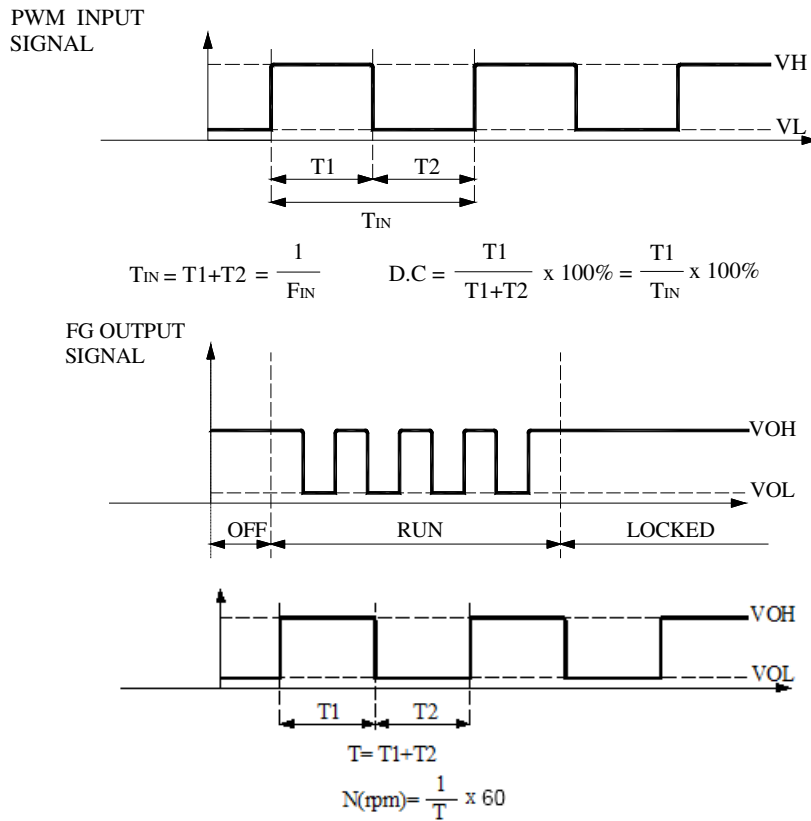 PWM INPUT
SIGNAL
VH
VL
T1 T2
TIN
TIN = T1+T2 = 1/FIN D.C = T1/T1+T2 x 100% = T1/TIN x 100%
FG OUTPUT
SIGNAL
VOH
VOL
OFF RUN LOCKED
VOH
VOL
T1 T2
T= T1+T2
N(rpm)= 1/T x 60